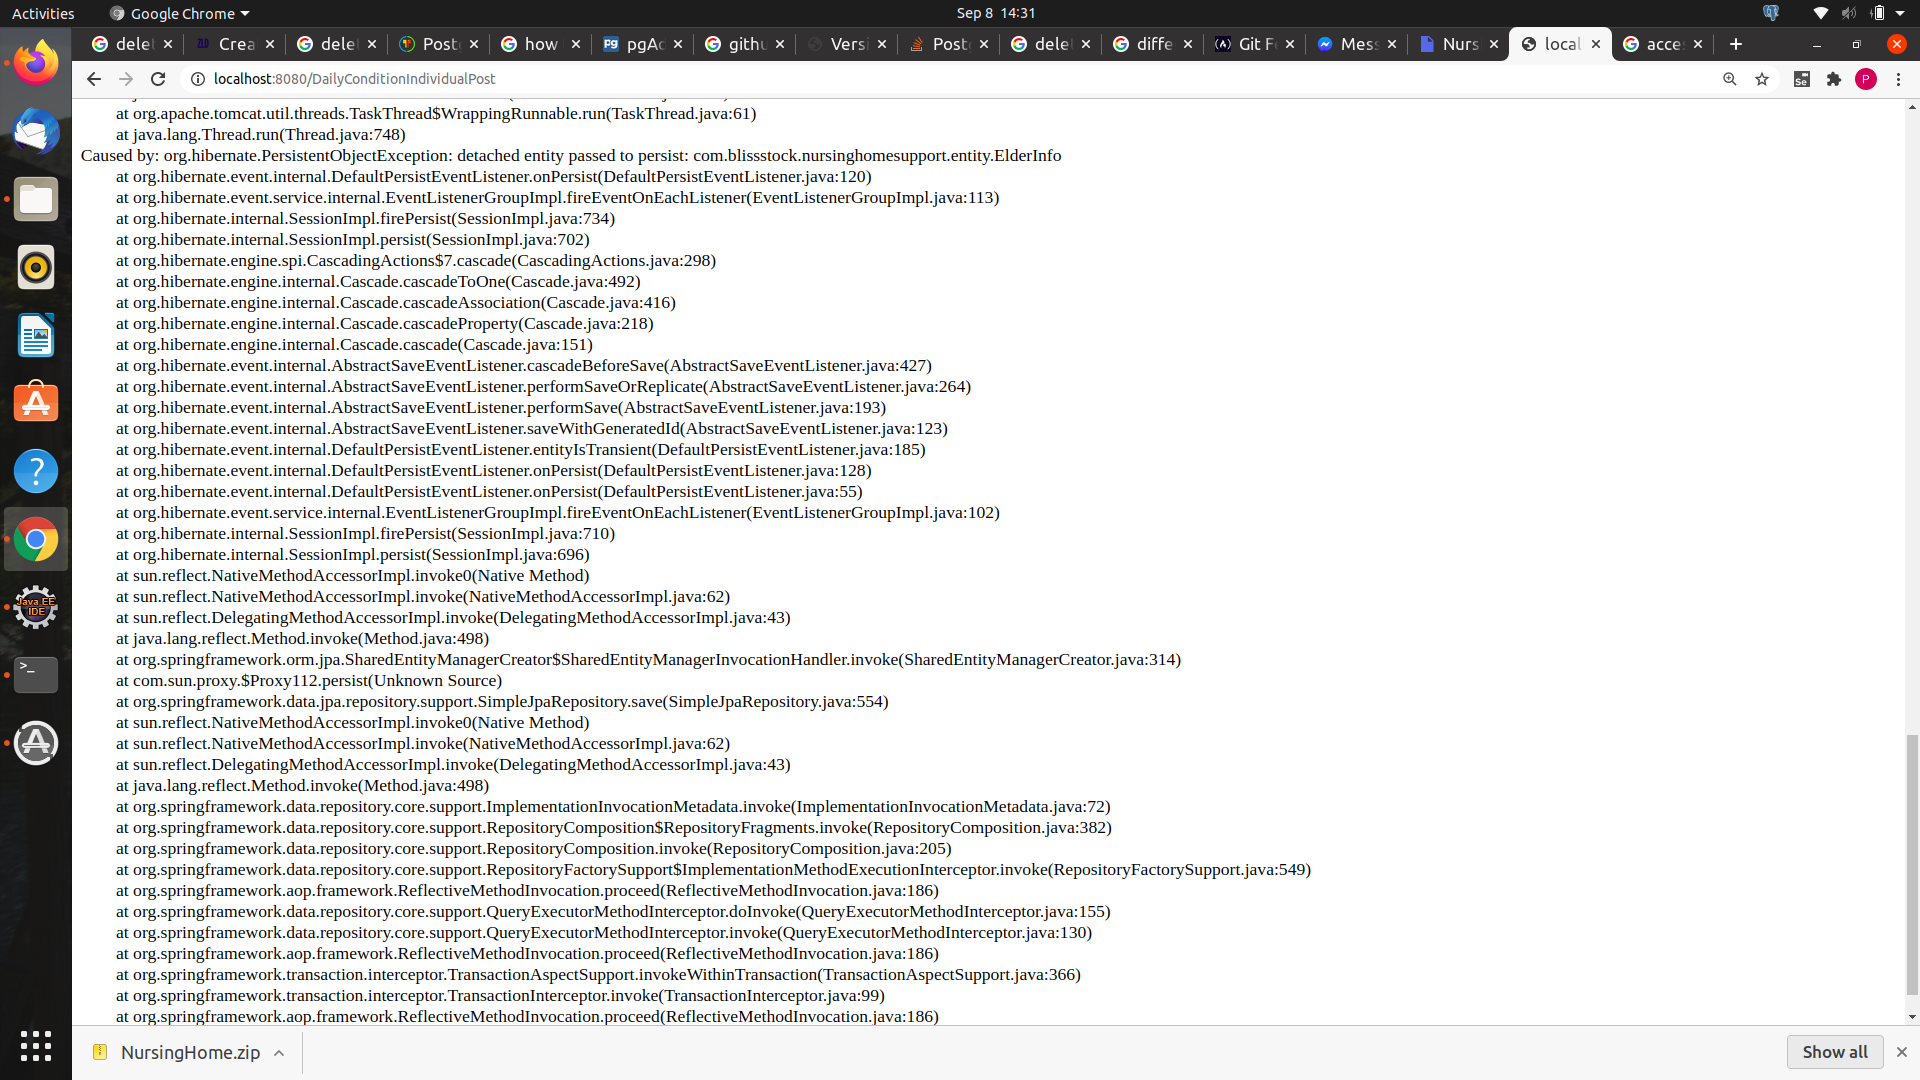 Activities
Google Chrome
Sep 8 14:31
dele
Crea
dele
Post
how
pgAd
githu
Versi
Post
dele
diffe
Git F
Mess
Nurs
local
acce
localhost:8080/DailyConditionIndividualPost
at org.apache.tomcat.util.threads.TaskThread$WrappingRunnable.run(TaskThread.java:61)
at java.lang.Thread.run(Thread.java:748)
Caused by: org.hibernate.PersistentObjectException: detached entity passed to persist: com.blissstock.nursinghomesupport.entity.ElderInfo
at org.hibernate.event.internal.DefaultPersistEventListener.onPersist(DefaultPersistEventListener.java:120)
at org.hibernate.event.service.internal.EventListenerGroupImpl.fireEventOnEachListener(EventListenerGroupImpl.java:113)
at org.hibernate.internal.SessionImpl.firePersist(SessionImpl.java:734)
at org.hibernate.internal.SessionImpl.persist(SessionImpl.java:702)
at org.hibernate.engine.spi.CascadingActions$7.cascade(CascadingActions.java:298)
at org.hibernate.engine.internal.Cascade.cascadeToOne(Cascade.java:492)
at org.hibernate.engine.internal.Cascade.cascadeAssociation(Cascade.java:416)
at org.hibernate.engine.internal.Cascade.cascadeProperty(Cascade.java:218)
at org.hibernate.engine.internal.Cascade.cascade(Cascade.java:151)
at org.hibernate.event.internal.AbstractSaveEventListener.cascadeBeforeSave(AbstractSaveEventListener.java:427)
at org.hibernate.event.internal.AbstractSaveEventListener.performSaveOrReplicate(AbstractSaveEventListener.java:264)
at org.hibernate.event.internal.AbstractSaveEventListener.performSave(AbstractSaveEventListener.java:193)
at org.hibernate.event.internal.AbstractSaveEventListener.saveWithGeneratedId(AbstractSaveEventListener.java:123)
at org.hibernate.event.internal.DefaultPersistEventListener.entityIsTransient(DefaultPersistEventListener.java:185)
at org.hibernate.event.internal.DefaultPersistEventListener.onPersist(DefaultPersistEventListener.java:128)
at org.hibernate.event.internal.DefaultPersistEventListener.onPersist(DefaultPersistEventListener.java:55)
at org.hibernate.event.service.internal.EventListenerGroupImpl.fireEventOnEachListener(EventListenerGroupImpl.java:102)
at org.hibernate.internal.SessionImpl.firePersist(SessionImpl.java:710)
at org.hibernate.internal.SessionImpl.persist(SessionImpl.java:696)
at sun.reflect.NativeMethodAccessorImpl.invoke0(Native Method)
at sun.reflect.NativeMethodAccessorImpl.invoke(NativeMethodAccessorImpl.java:62)
at sun.reflect.DelegatingMethodAccessorImpl.invoke(DelegatingMethodAccessorImpl.java:43)
at java.lang.reflect.Method.invoke(Method.java:498)
at org.springframework.orm.jpa.SharedEntityManagerCreator$SharedEntityManagerInvocationHandler.invoke(SharedEntityManagerCreator.java:314)
at com.sun.proxy.$Proxy112.persist(Unknown Source)
at org.springframework.data.jpa.repository.support.SimpleJpaRepository.save(SimpleJpaRepository.java:554)
at sun.reflect.NativeMethodAccessorImpl.invoke0(Native Method)
at sun.reflect.NativeMethodAccessorImpl.invoke(NativeMethodAccessorImpl.java:62)
at sun.reflect.DelegatingMethodAccessorImpl.invoke(DelegatingMethodAccessorImpl.java:43)
at java.lang.reflect.Method.invoke(Method.java:498)
at org.springframework.data.repository.core.support.ImplementationInvocationMetadata.invoke(ImplementationInvocationMetadata.java:72)
at org.springframework.data.repository.core.support.RepositoryComposition$RepositoryFragments.invoke(RepositoryComposition.java:382)
at org.springframework.data.repository.core.support.RepositoryComposition.invoke(RepositoryComposition.java:205)
at org.springframework.data.repository.core.support.RepositoryFactorySupport$ImplementationMethodExecutionInterceptor.invoke(RepositoryFactorySupport.java:549)
at org.springframework.aop.framework.ReflectiveMethodInvocation.proceed(ReflectiveMethodInvocation.java:186)
at org.springframework.data.repository.core.support.QueryExecutorMethodInterceptor.doInvoke(QueryExecutorMethodInterceptor.java:155)
at org.springframework.data.repository.core.support.QueryExecutorMethodInterceptor.invoke(QueryExecutorMethodInterceptor.java:130)
at org.springframework.aop.framework.ReflectiveMethodInvocation.proceed(ReflectiveMethodInvocation.java:186)
at org.springframework.transaction.interceptor.TransactionAspectSupport.invokeWithinTransaction(TransactionAspectSupport.java:366)
at org.springframework.transaction.interceptor.TransactionInterceptor.invoke(TransactionInterceptor.java:99)
at org.springframework.aop.framework.ReflectiveMethodInvocation.proceed(ReflectiveMethodInvocation.java:186)
Java EE
IDE
NursingHome.zip
Show all